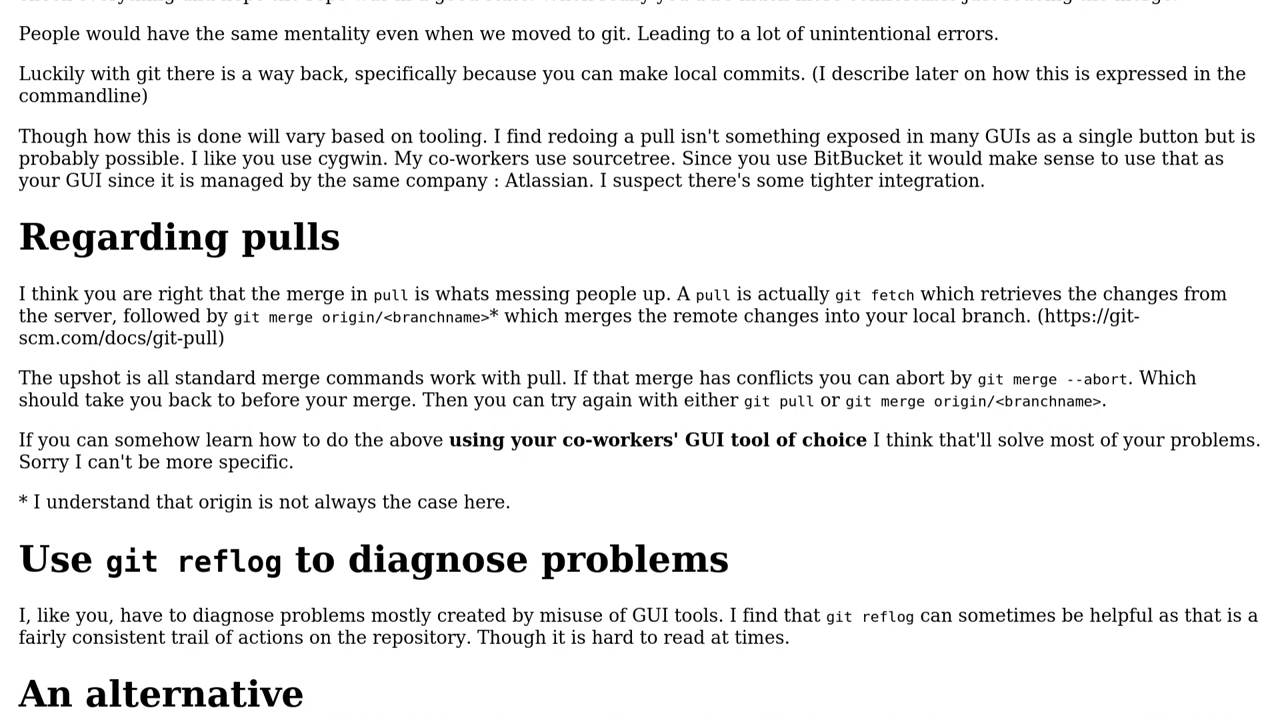 People would have the same mentality even when we moved to git. Leading to a lot of unintentional errors.
Luckily with git there is a way back, specifically because you can make local commits. (I describe later on how this is expressed in the
commandline)
Though how this is done will vary based on tooling. I find redoing a pull isn't something exposed in many GUIs as a single button but is
probably possible. I like you use cygwin. My co-workers use sourcetree. Since you use BitBucket it would make sense to use that as
your GUI since it is managed by the same company : Atlassian. I suspect there's some tighter integration.
Regarding pulls
I think you are right that the merge in pull is whats messing people up. A pull is actually git fetch which retrieves the changes from
the server, followed by git merge origin/<branchname>* which merges the remote changes into your local branch. (https://git-
scm.com/docs/git-pull)
The upshot is all standard merge commands work with pull. If that merge has conflicts you can abort by git merge --abort. Which
should take you back to before your merge. Then you can try again with either git pull or git merge origin/<branchname>.
If you can somehow learn how to do the above using your co-workers' GUI tool of choice I think that'll solve most of your problems.
Sorry I can't be more specific.
* I understand that origin is not always the case here.
Use git reflog to diagnose problems
I, like you, have to diagnose problems mostly created by misuse of GUI tools. I find that git reflog can sometimes be helpful as that is a
fairly consistent trail of actions on the repository. Though it is hard to read at times.
An alternative